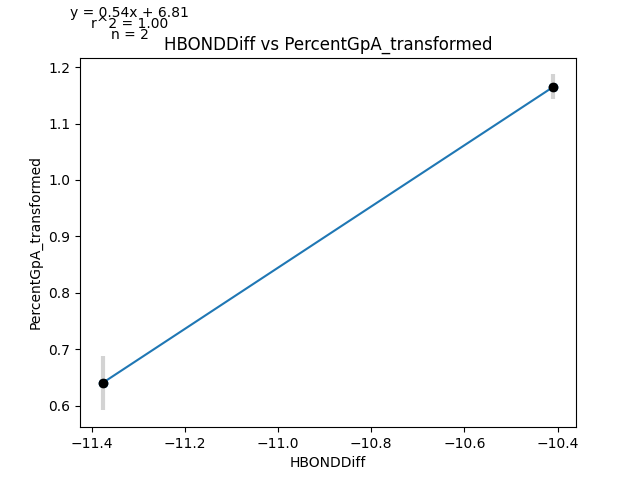 y = 0.54x + 6.81
r^2 = 1.00
n = 2
HBONDDiff vs PercentGpA_transformed
PercentGpA_transformed
1.2
1.1
1.0
0.9
0.8
0.7
0.6
−11.4 −11.2 −11.0 −10.8 −10.6 −10.4
HBONDDiff